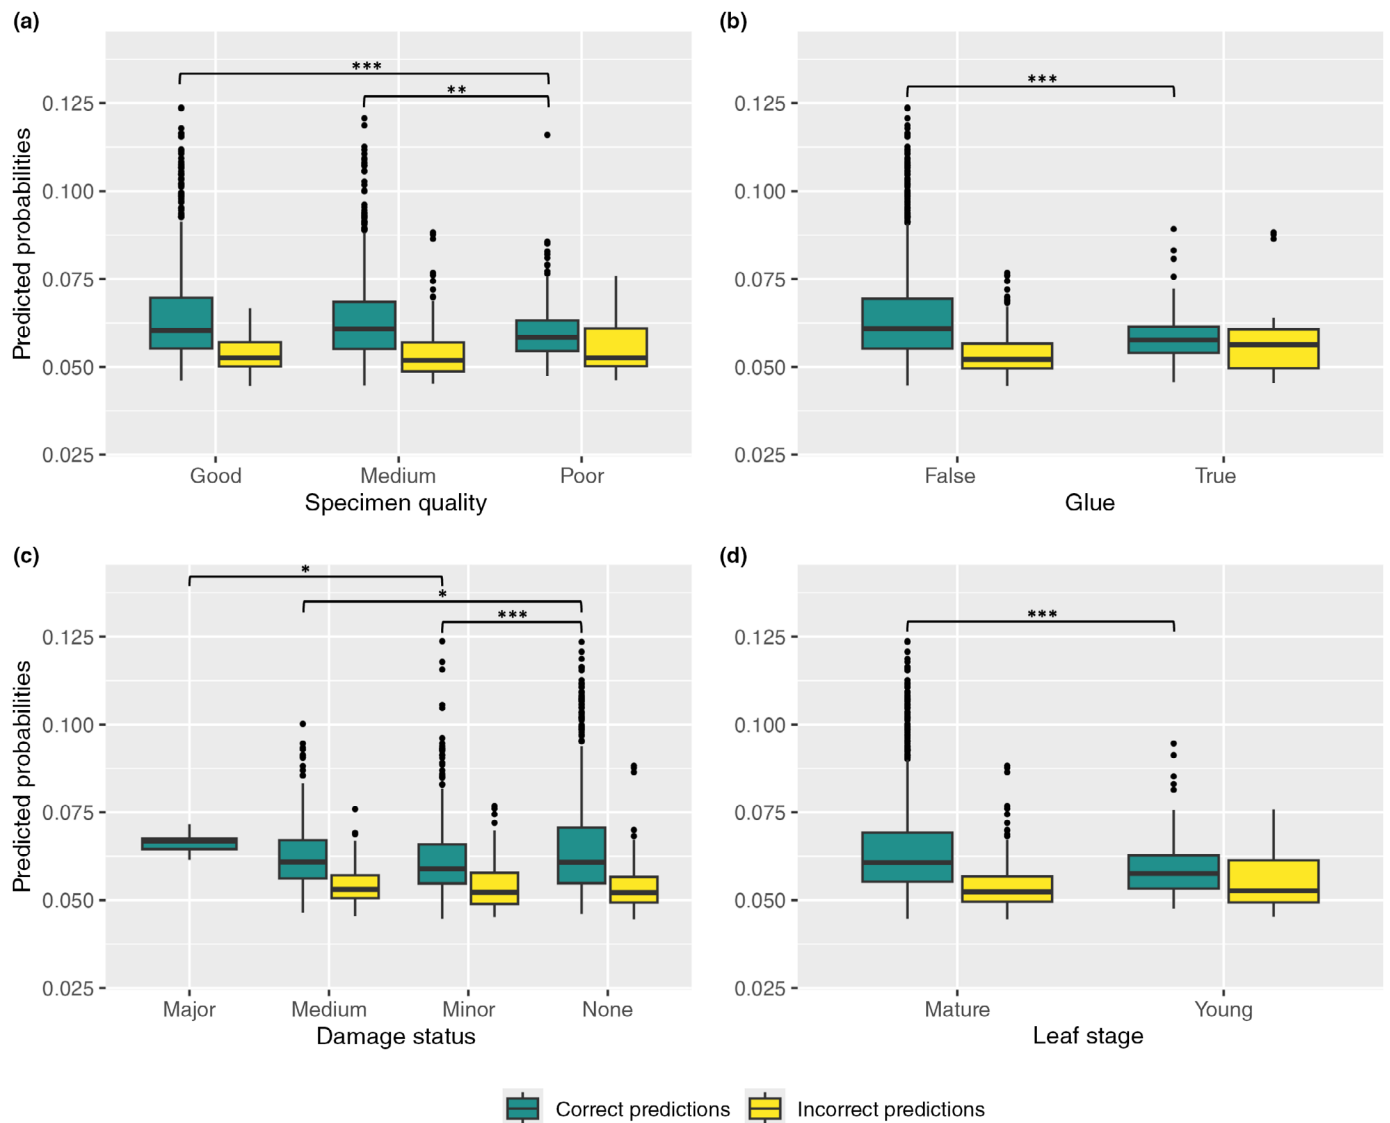 (a)
***
**
0.125
0.100
0.075
0.050
0.025
Predicted probabilities
Good Medium Poor
Specimen quality
(b)
***
0.125
0.100
0.075
0.050
0.025
False True
Glue
(c)
*
*
***
0.125
0.100
0.075
0.050
0.025
Predicted probabilities
Major Medium Minor None
Damage status
(d)
***
0.125
0.100
0.075
0.050
0.025
Mature Young
Leaf stage
Correct predictions Incorrect predictions